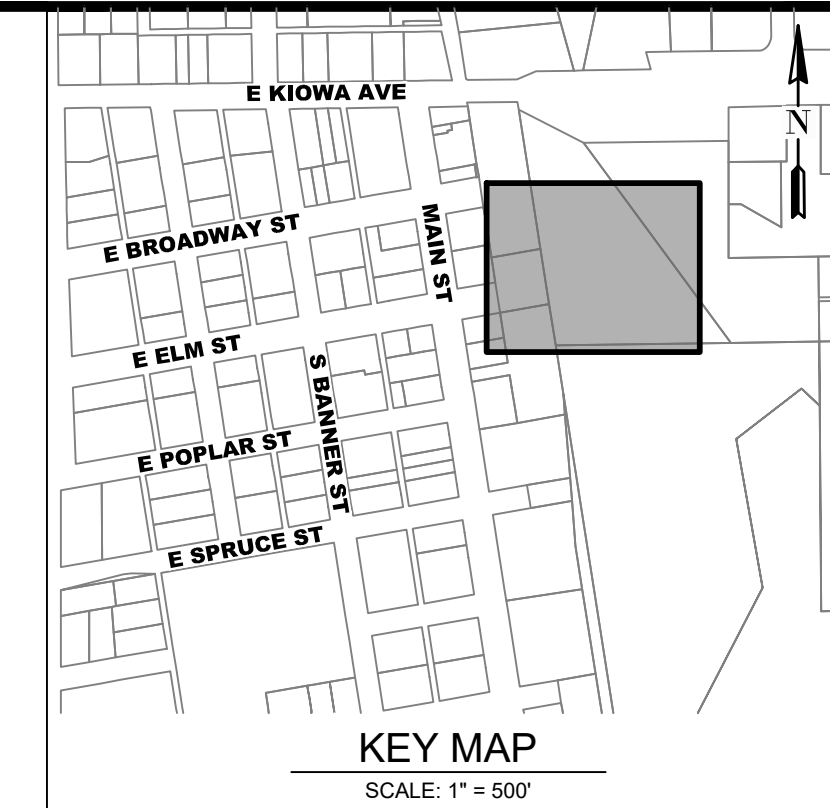 E KIOWA AVE
N
E BROADWAY ST
MAIN ST
E ELM ST
S BANNER ST
E POPLAR ST
E SPRUCE ST
KEY MAP
SCALE: 1" = 500'